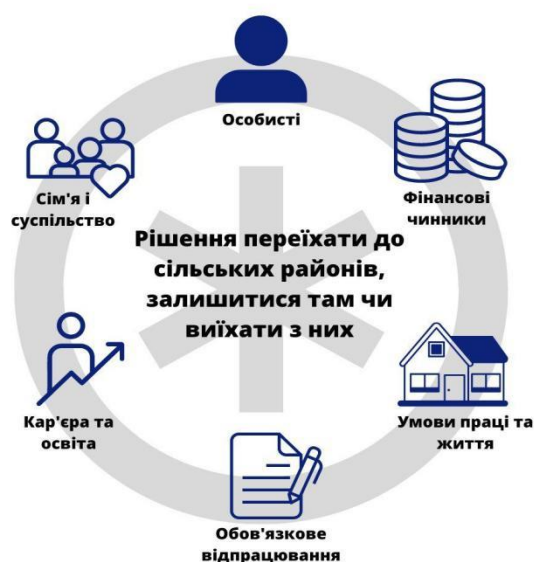 Особисті
Фінансові
чинники
Сім'я і
суспільство
Рішення переїхати до
сільських районів,
залишитися там чи
виїхати з них
Кар'єра та
освіта
Умови праці та
життя
Обов'язкове
відпрацювання